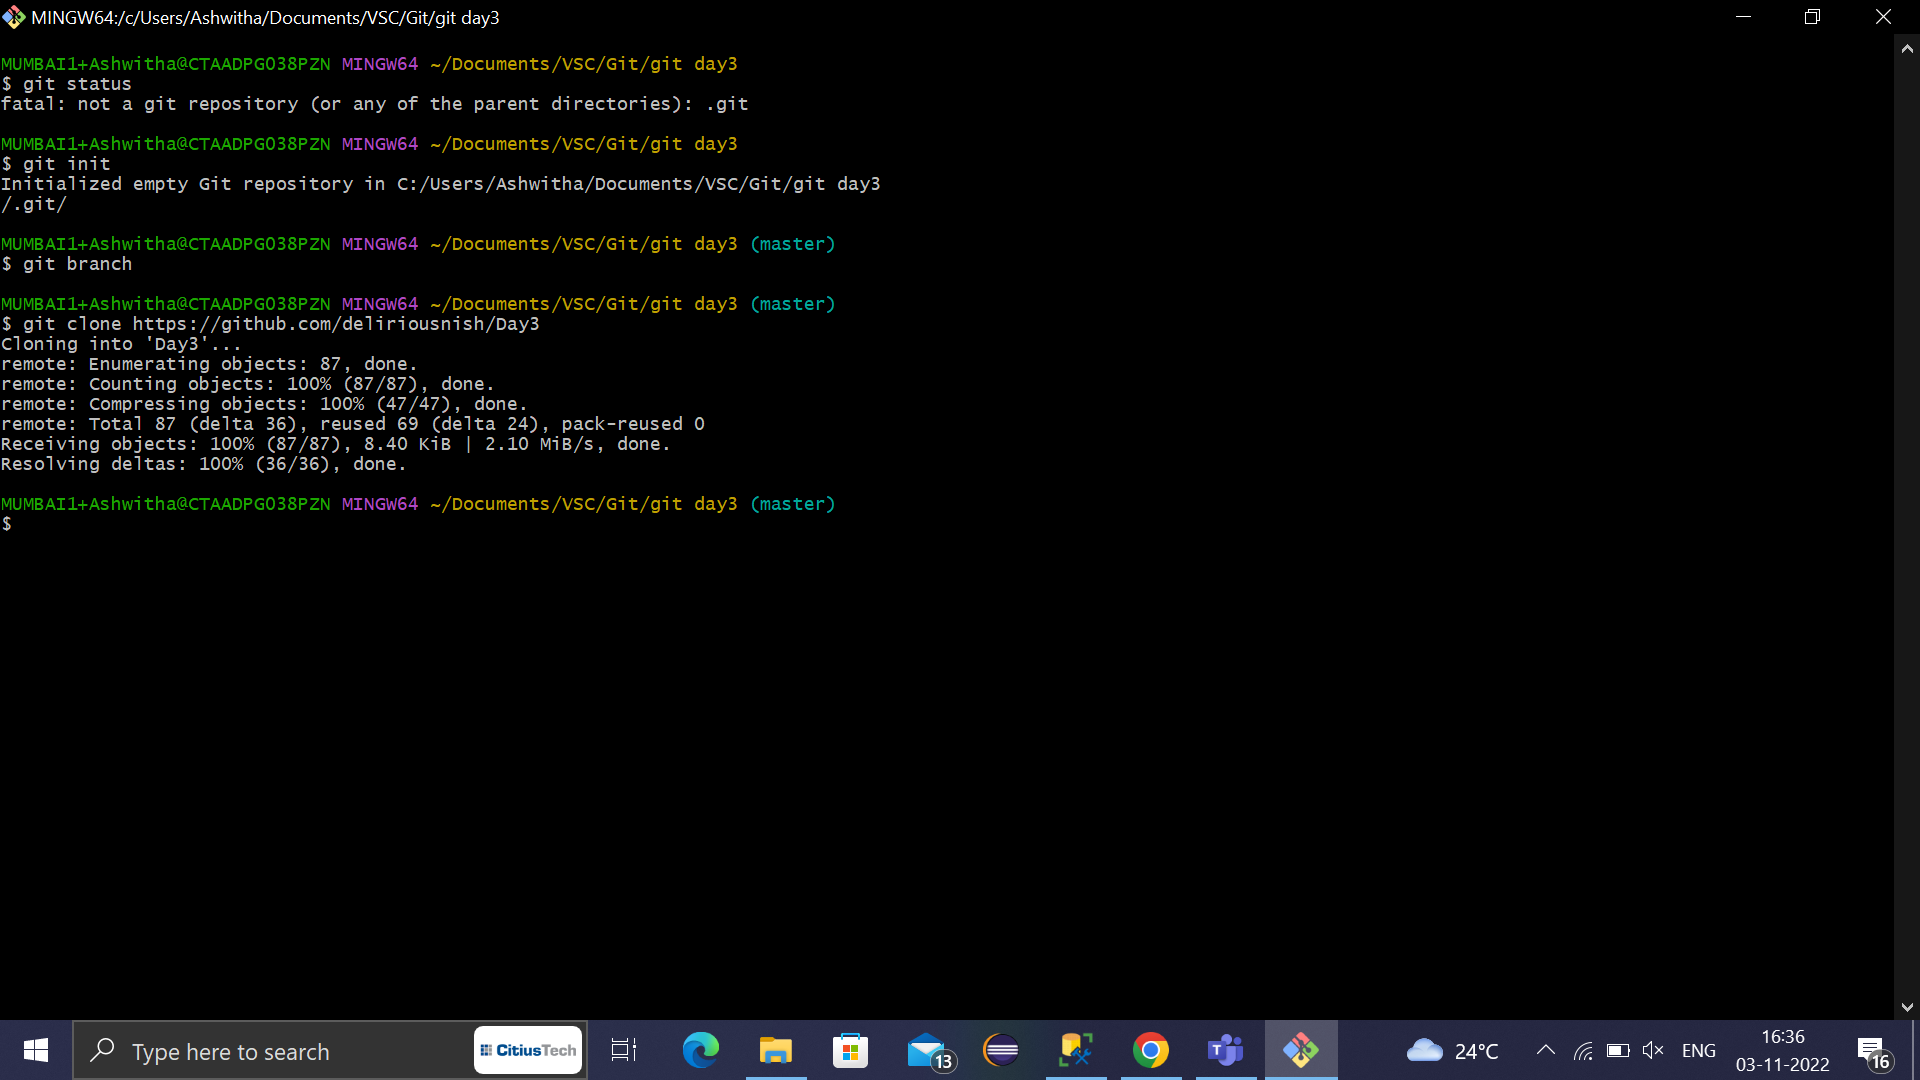 MINGW64:/c/Users/Ashwitha/Documents/VSC/Git/git day3
MUMBAI1+Ashwitha@CTAADPG038PZN MINGW64 ~/Documents/VSC/Git/git day3
$ git status
fatal: not a git repository (or any of the parent directories): .git
MUMBAI1+Ashwitha@CTAADPG038PZN MINGW64 ~/Documents/VSC/Git/git day3
$ git init
Initialized empty Git repository in C:/Users/Ashwitha/Documents/VSC/Git/git day3
/.git/
MUMBAI1+Ashwitha@CTAADPG038PZN MINGW64 ~/Documents/VSC/Git/git day3 (master)
$ git branch
MUMBAI1+Ashwitha@CTAADPG038PZN MINGW64 ~/Documents/VSC/Git/git day3 (master)
$ git clone https://github.com/deliriousnish/Day3
Cloning into 'Day3'...
remote: Enumerating objects: 87, done.
remote: Counting objects: 100% (87/87), done.
remote: Compressing objects: 100% (47/47), done.
remote: Total 87 (delta 36), reused 69 (delta 24), pack-reused 0
Receiving objects: 100% (87/87), 8.40 KiB | 2.10 MiB/s, done.
Resolving deltas: 100% (36/36), done.
MUMBAI1+Ashwitha@CTAADPG038PZN MINGW64 ~/Documents/VSC/Git/git day3 (master)
$
Type here to search
CitiusTech
13
24°C
ENG
16:36
03-11-2022
16